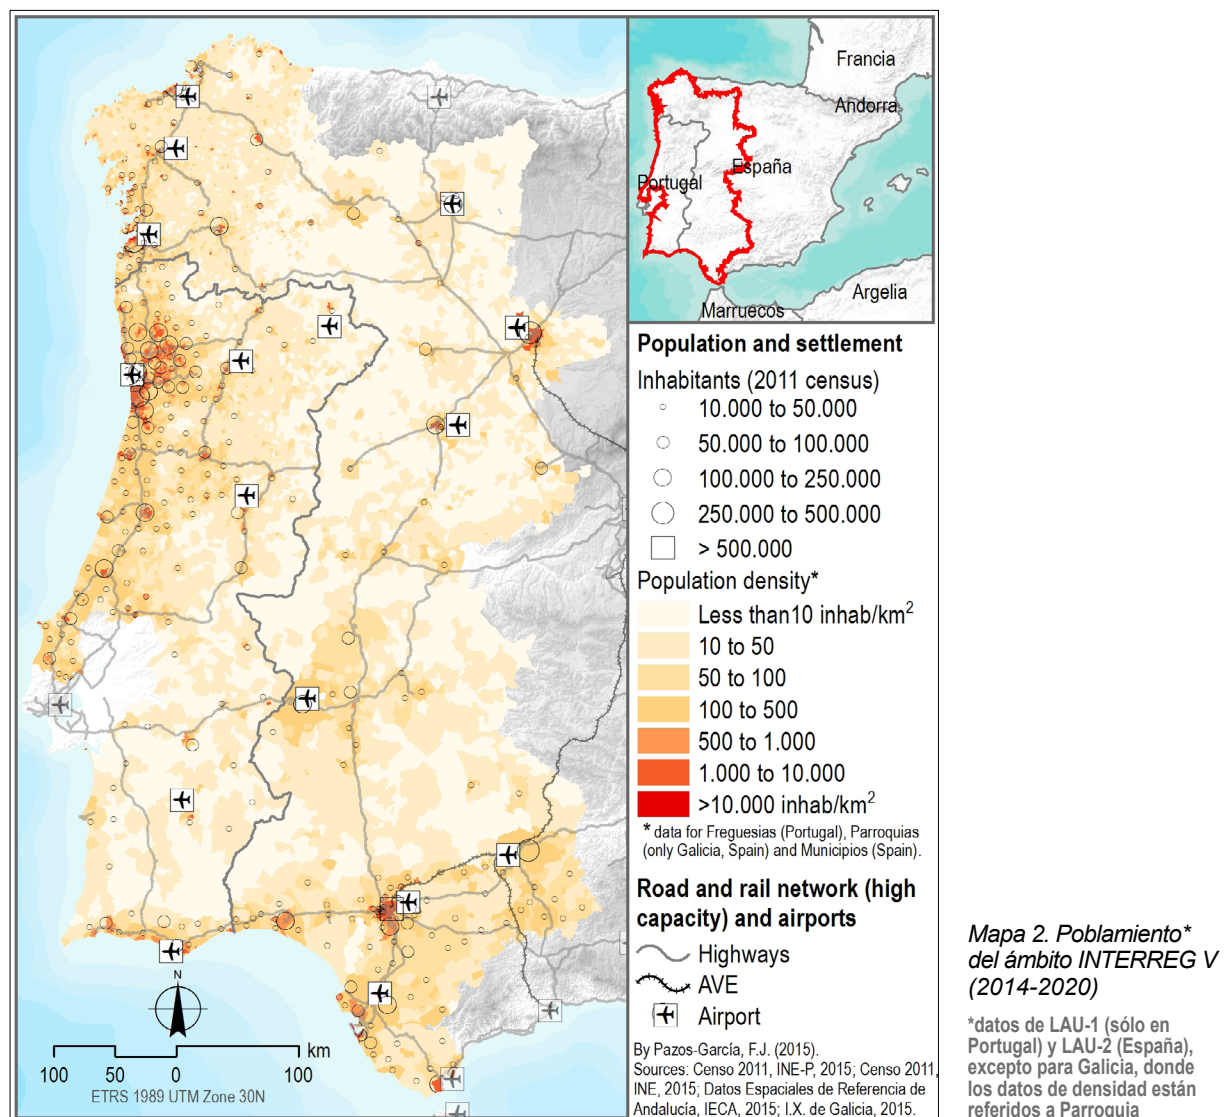 Francia
Andorra
España
Portugal
Argelia
Marruecos
Population and settlement
Inhabitants (2011 census)
10.000 to 50.000
50.000 to 100.000
100.000 to 250.000
250.000 to 500.000
> 500.000
Population density*
Less than10 inhab/km²
10 to 50
50 to 100
100 to 500
500 to 1.000
1.000 to 10.000
>10.000 inhab/km²
* data for Freguesias (Portugal), Parroquias
(only Galicia, Spain) and Municipios (Spain).
Road and rail network (high
capacity) and airports
Highways
AVE
Airport
By Pazos-García, F.J. (2015).
Sources: Censo 2011, INE-P, 2015; Censo 2011,
INE, 2015; Datos Espaciales de Referencia de
Andalucía, IECA, 2015; I.X. de Galicia, 2015.
N
km
100 50 0 100
ETRS 1989 UTM Zone 30N
Mapa 2. Poblamiento*
del ámbito INTERREG V
(2014-2020)
*datos de LAU-1 (sólo en
Portugal) y LAU-2 (España),
excepto para Galicia, donde
los datos de densidad están
referidos a Parroquia